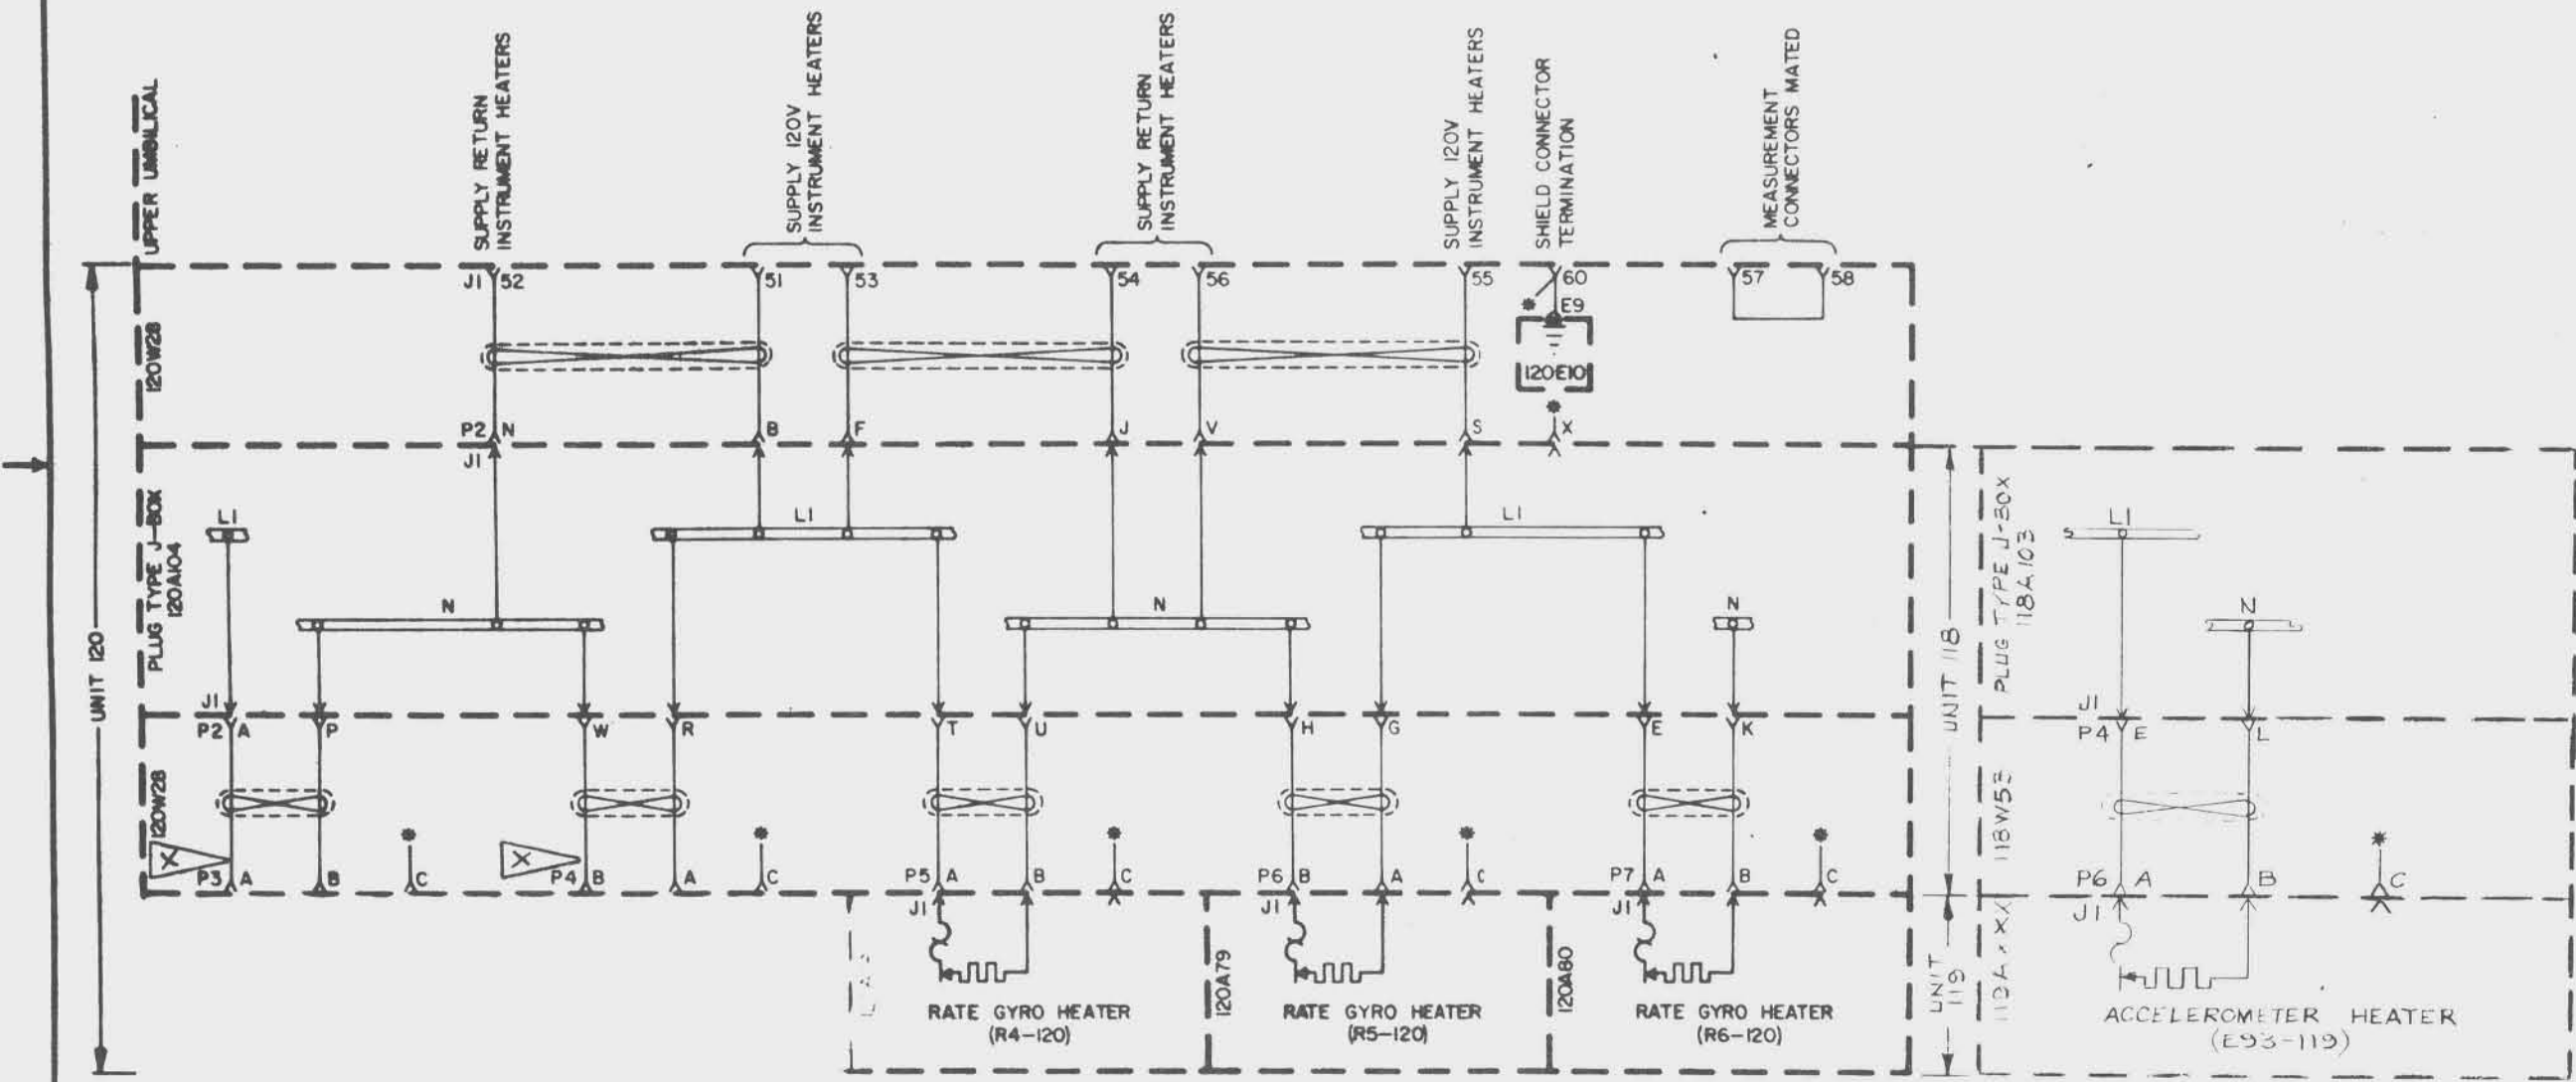 UPPER UMBILICAL
SUPPLY RETURN
INSTRUMENT HEATERS
SUPPLY 120V
INSTRUMENT HEATERS
SUPPLY RETURN
INSTRUMENT HEATERS
SUPPLY 120V
INSTRUMENT HEATERS
SHIELD CONNECTOR
TERMINATION
MEASUREMENT
CONNECTORS MATED
J1 52 51 53 54 56 55 60 57 58
* E9
120W28
120E10
*
P2 N B F J V S X
J1
UNIT 120
PLUG TYPE J-BOX
120A104
L1 L1 L1
N N N
J1
P2 A P W R T U H G E K
120W28
* * * * *
X X
P3 A B C P4 B A C P5 A B C P6 B A C P7 A B C
J1 J1 J1
RATE GYRO HEATER
(R4-120)
120A79
RATE GYRO HEATER
(R5-120)
120A80
RATE GYRO HEATER
(R6-120)
UNIT 118
UNIT
119
PLUG TYPE J-BOX
118A103
L1
N
J1
P4 E L
118W53
*
P6 A B C
J1
ACCELEROMETER HEATER
(E93-119)